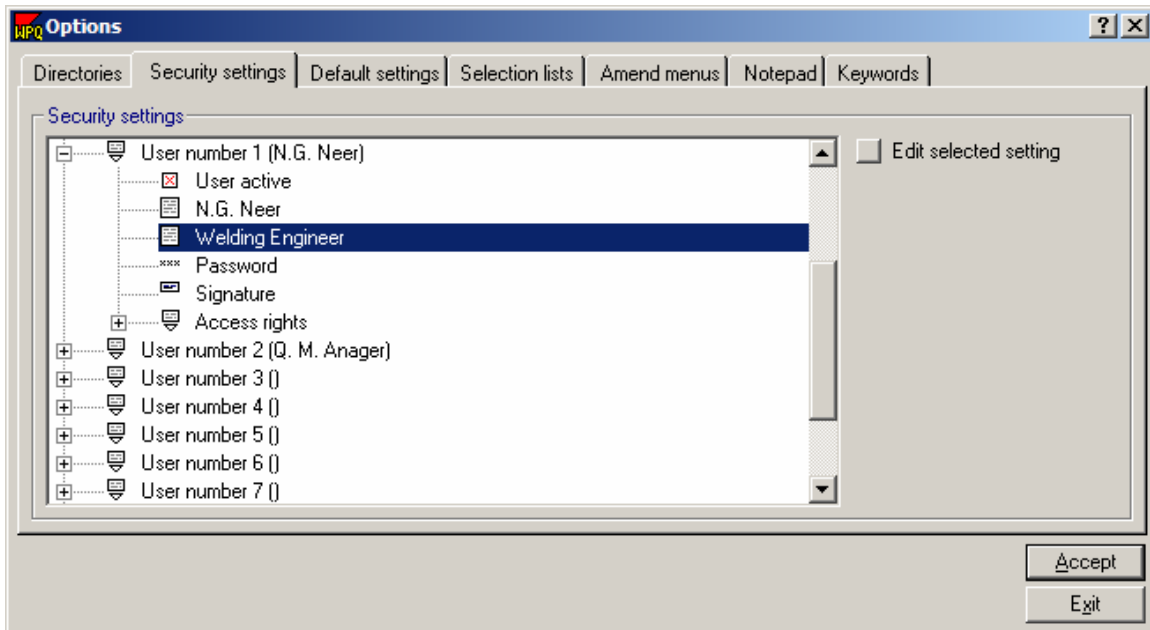 WPQ Options
Directories Security settings Default settings Selection lists Amend menus Notepad Keywords
Security settings
User number 1 (N.G. Neer) Edit selected setting
User active
N.G. Neer
Welding Engineer
*** Password
Signature
Access rights
User number 2 (Q. M. Anager)
User number 3 ()
User number 4 ()
User number 5 ()
User number 6 ()
User number 7 ()
Accept
Exit